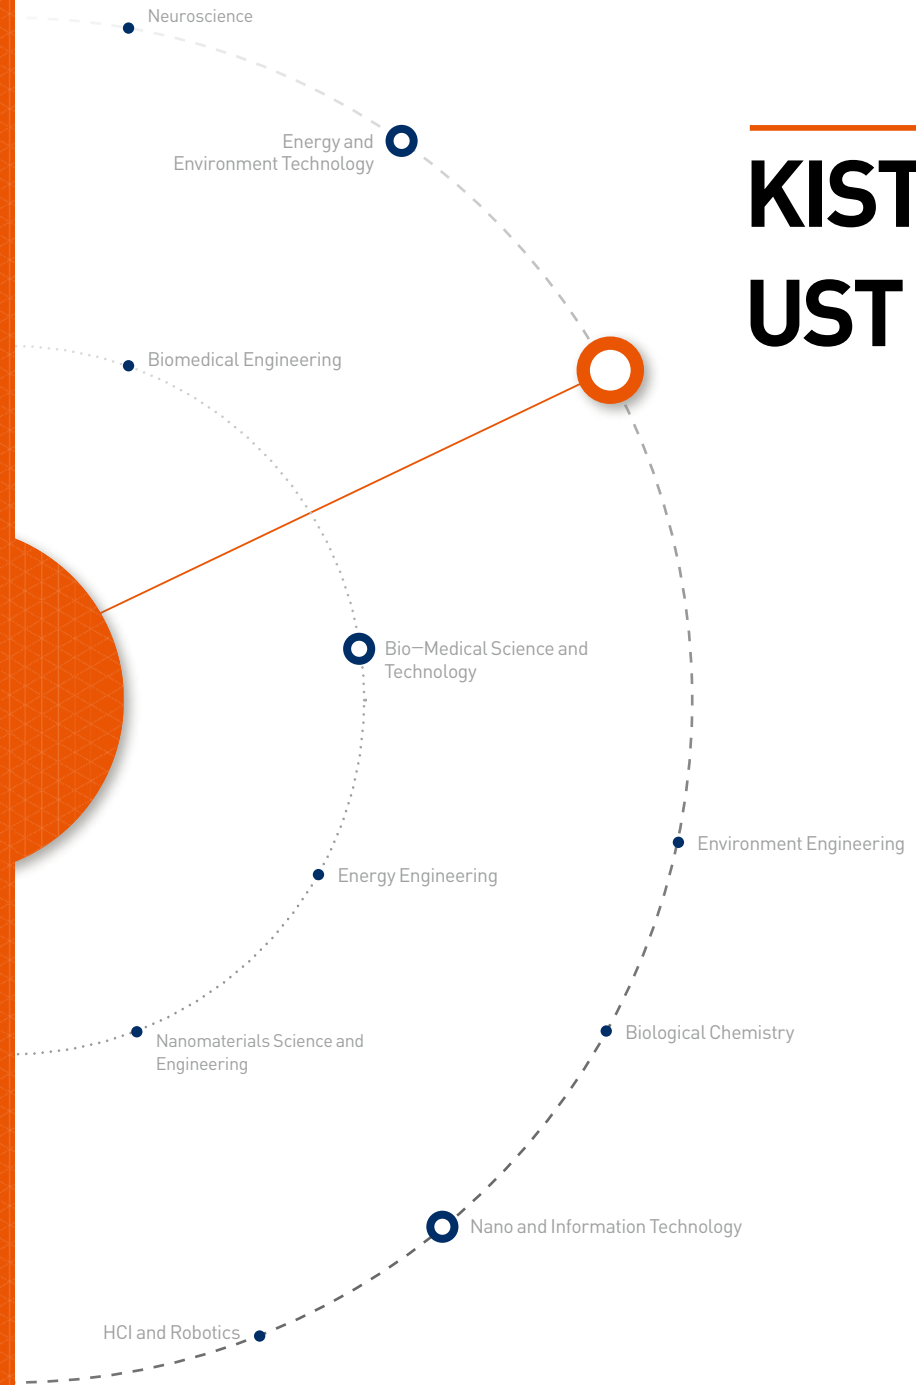 Neuroscience
Energy and
Environment Technology
KIST
UST
Biomedical Engineering
Bio—Medical Science and
Technology
Environment Engineering
Energy Engineering
Nanomaterials Science and
Engineering
Biological Chemistry
Nano and Information Technology
HCI and Robotics